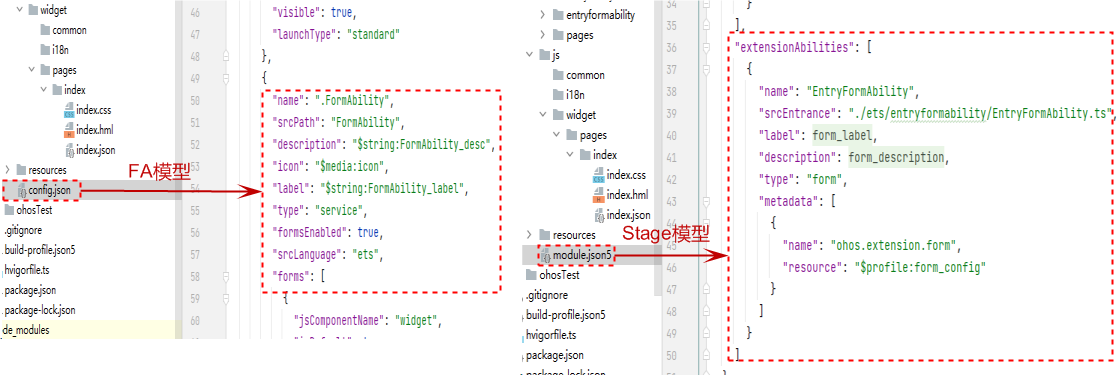 widget
common
i18n
pages
index
index.css
index.hml
index.json
resources
config.json
ohosTest
.gitignore
build-profile.json5
hvigorfile.ts
package.json
package-lock.json
de_modules
FA模型
46 "visible": true,
47 "launchType": "standard"
48 },
49 {
50 "name": ".FormAbility",
51 "srcPath": "FormAbility",
52 "description": "$string:FormAbility_desc",
53 "icon": "$media:icon",
54 "label": "$string:FormAbility_label",
55 "type": "service",
56 "formsEnabled": true,
57 "srcLanguage": "ets",
58 "forms": [
59 {
60 "jsComponentName": "widget",
entryformability
pages
js
common
i18n
widget
pages
index
index.css
index.hml
index.json
resources
module.json5
ohosTest
.gitignore
build-profile.json5
hvigorfile.ts
package.json
package-lock.json
Stage模型
34 }
35 ],
36 "extensionAbilities": [
37 {
38 "name": "EntryFormAbility",
39 "srcEntrance": "./ets/entryformability/EntryFormAbility.ts",
40 "label": form_label,
41 "description": form_description,
42 "type": "form",
43 "metadata": [
44 {
45 "name": "ohos.extension.form",
46 "resource": "$profile:form_config"
47 }
48 ]
49 }
50 ]